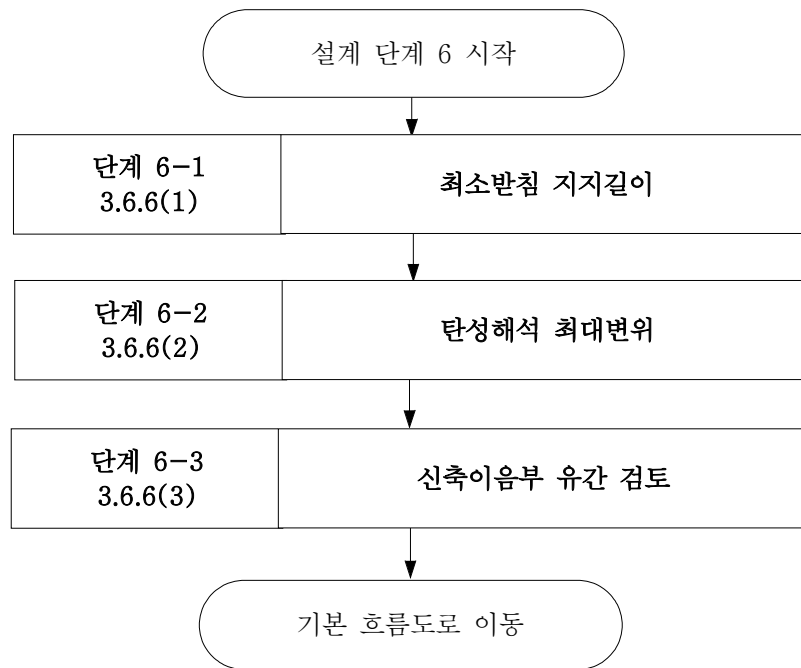 설계 단계 6 시작
단계 6-1
3.6.6(1)
최소받침 지지길이
단계 6-2
3.6.6(2)
탄성해석 최대변위
단계 6-3
3.6.6(3)
신축이음부 유간 검토
기본 흐름도로 이동